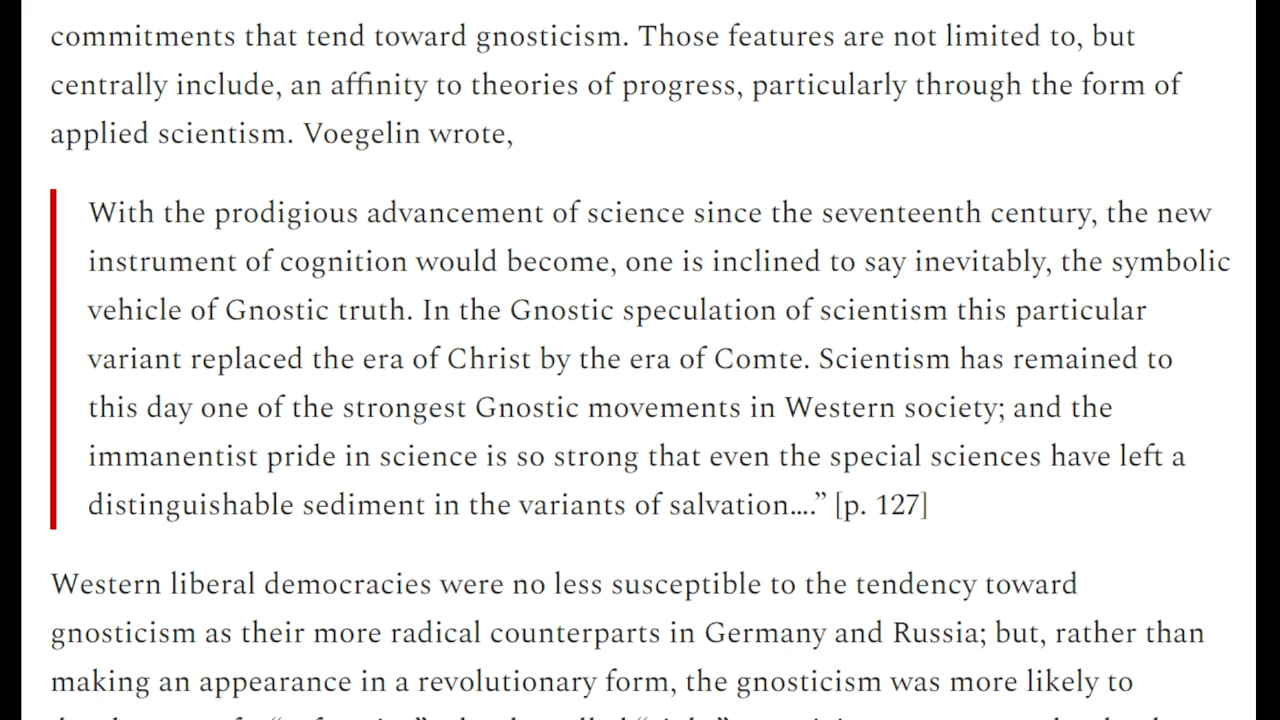 commitments that tend toward gnosticism. Those features are not limited to, but
centrally include, an affinity to theories of progress, particularly through the form of
applied scientism. Voegelin wrote,
With the prodigious advancement of science since the seventeenth century, the new
instrument of cognition would become, one is inclined to say inevitably, the symbolic
vehicle of Gnostic truth. In the Gnostic speculation of scientism this particular
variant replaced the era of Christ by the era of Comte. Scientism has remained to
this day one of the strongest Gnostic movements in Western society; and the
immanentist pride in science is so strong that even the special sciences have left a
distinguishable sediment in the variants of salvation....” [p. 127]
Western liberal democracies were no less susceptible to the tendency toward
gnosticism as their more radical counterparts in Germany and Russia; but, rather than
making an appearance in a revolutionary form, the gnosticism was more likely to